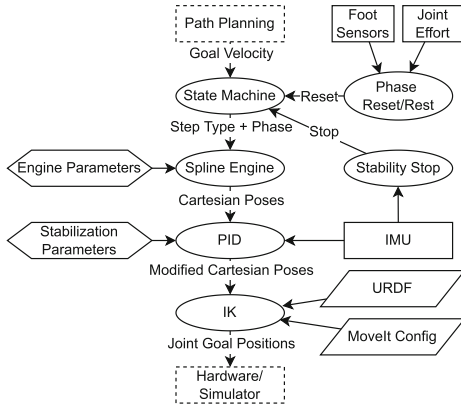 Path Planning
Foot
Sensors
Joint
Effort
Goal Velocity
State Machine
Reset
Phase
Reset/Rest
Step Type + Phase
Stop
Engine Parameters
Spline Engine
Stability Stop
Cartesian Poses
Stabilization
Parameters
PID
IMU
Modified Cartesian Poses
URDF
IK
MoveIt Config
Joint Goal Positions
Hardware/
Simulator